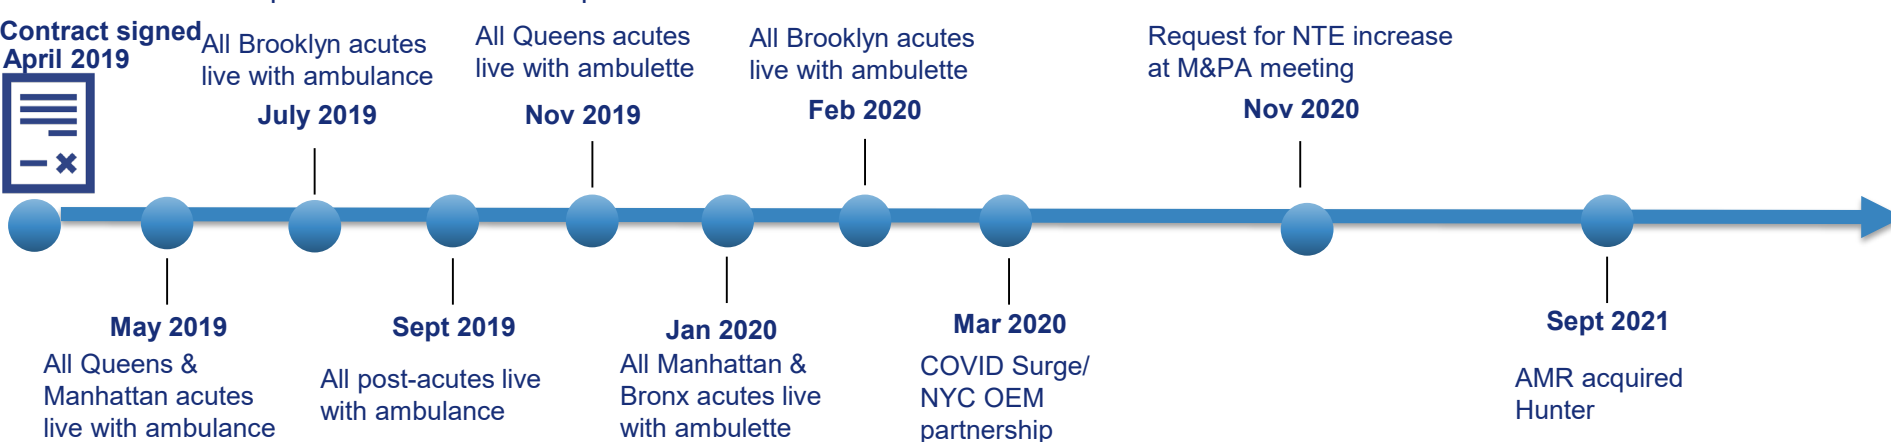 Contract signed
April 2019
All Brooklyn acutes
live with ambulance
July 2019
All Queens acutes
live with ambulette
Nov 2019
All Brooklyn acutes
live with ambulette
Feb 2020
Request for NTE increase
at M&PA meeting
Nov 2020
May 2019
All Queens &
Manhattan acutes
live with ambulance
Sept 2019
All post-acutes live
with ambulance
Jan 2020
All Manhattan &
Bronx acutes live
with ambulette
Mar 2020
COVID Surge/
NYC OEM
partnership
Sept 2021
AMR acquired
Hunter